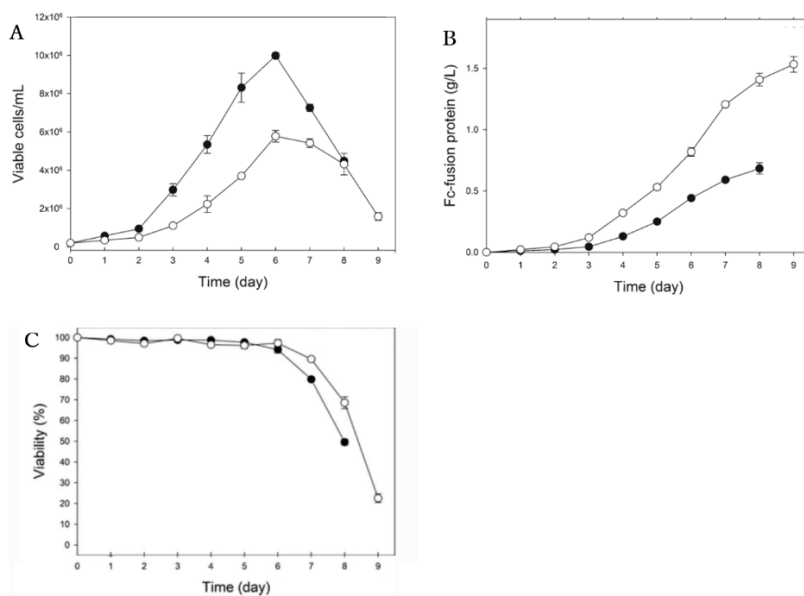 A
Viable cells/mL
12x10⁶
10x10⁶
8x10⁶
6x10⁶
4x10⁶
2x10⁶
0
0 1 2 3 4 5 6 7 8 9
Time (day)
B
Fc-fusion protein (g/L)
1.5
1.0
0.5
0.0
0 1 2 3 4 5 6 7 8 9
Time (day)
C
Viability (%)
100
90
80
70
60
50
40
30
20
10
0
0 1 2 3 4 5 6 7 8 9
Time (day)